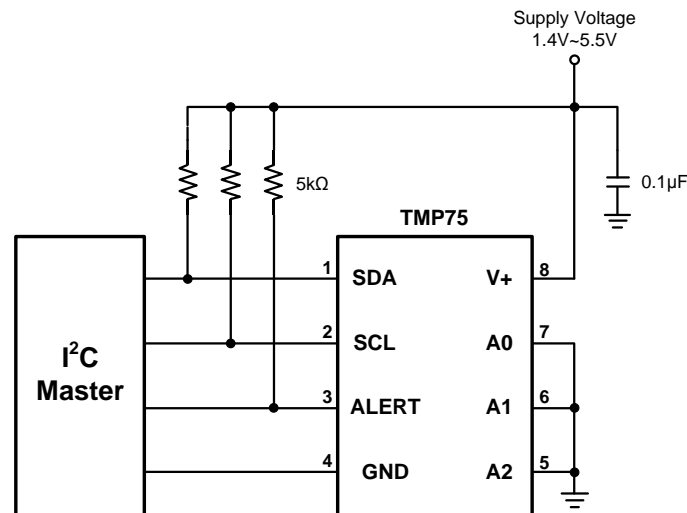 Supply Voltage
1.4V~5.5V
5kΩ
0.1µF
TMP75
1 SDA V+ 8
2 SCL A0 7
I²C
Master
3 ALERT A1 6
4 GND A2 5